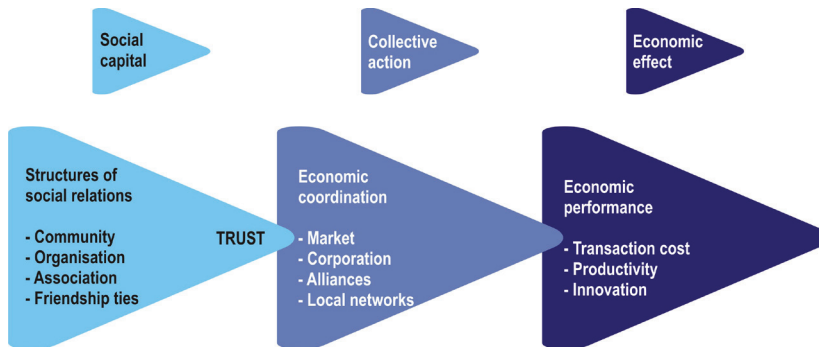 Social
capital
Collective
action
Economic
effect
Structures of
social relations
- Community
- Organisation
- Association
- Friendship ties
TRUST
Economic
coordination
- Market
- Corporation
- Alliances
- Local networks
Economic
performance
- Transaction cost
- Productivity
- Innovation